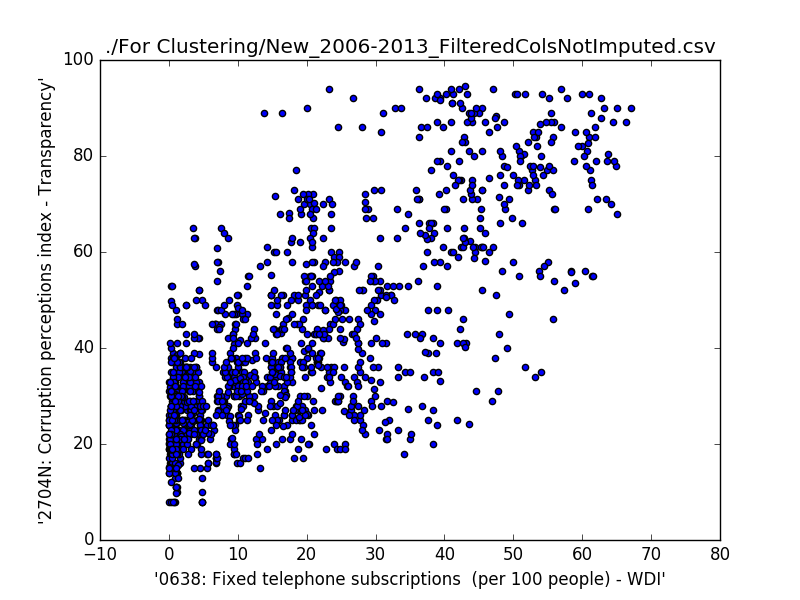 ./For Clustering/New_2006-2013_FilteredColsNotImputed.csv
100
80
60
40
20
0
'2704N: Corruption perceptions index - Transparency'
−10 0 10 20 30 40 50 60 70 80
'0638: Fixed telephone subscriptions  (per 100 people) - WDI'